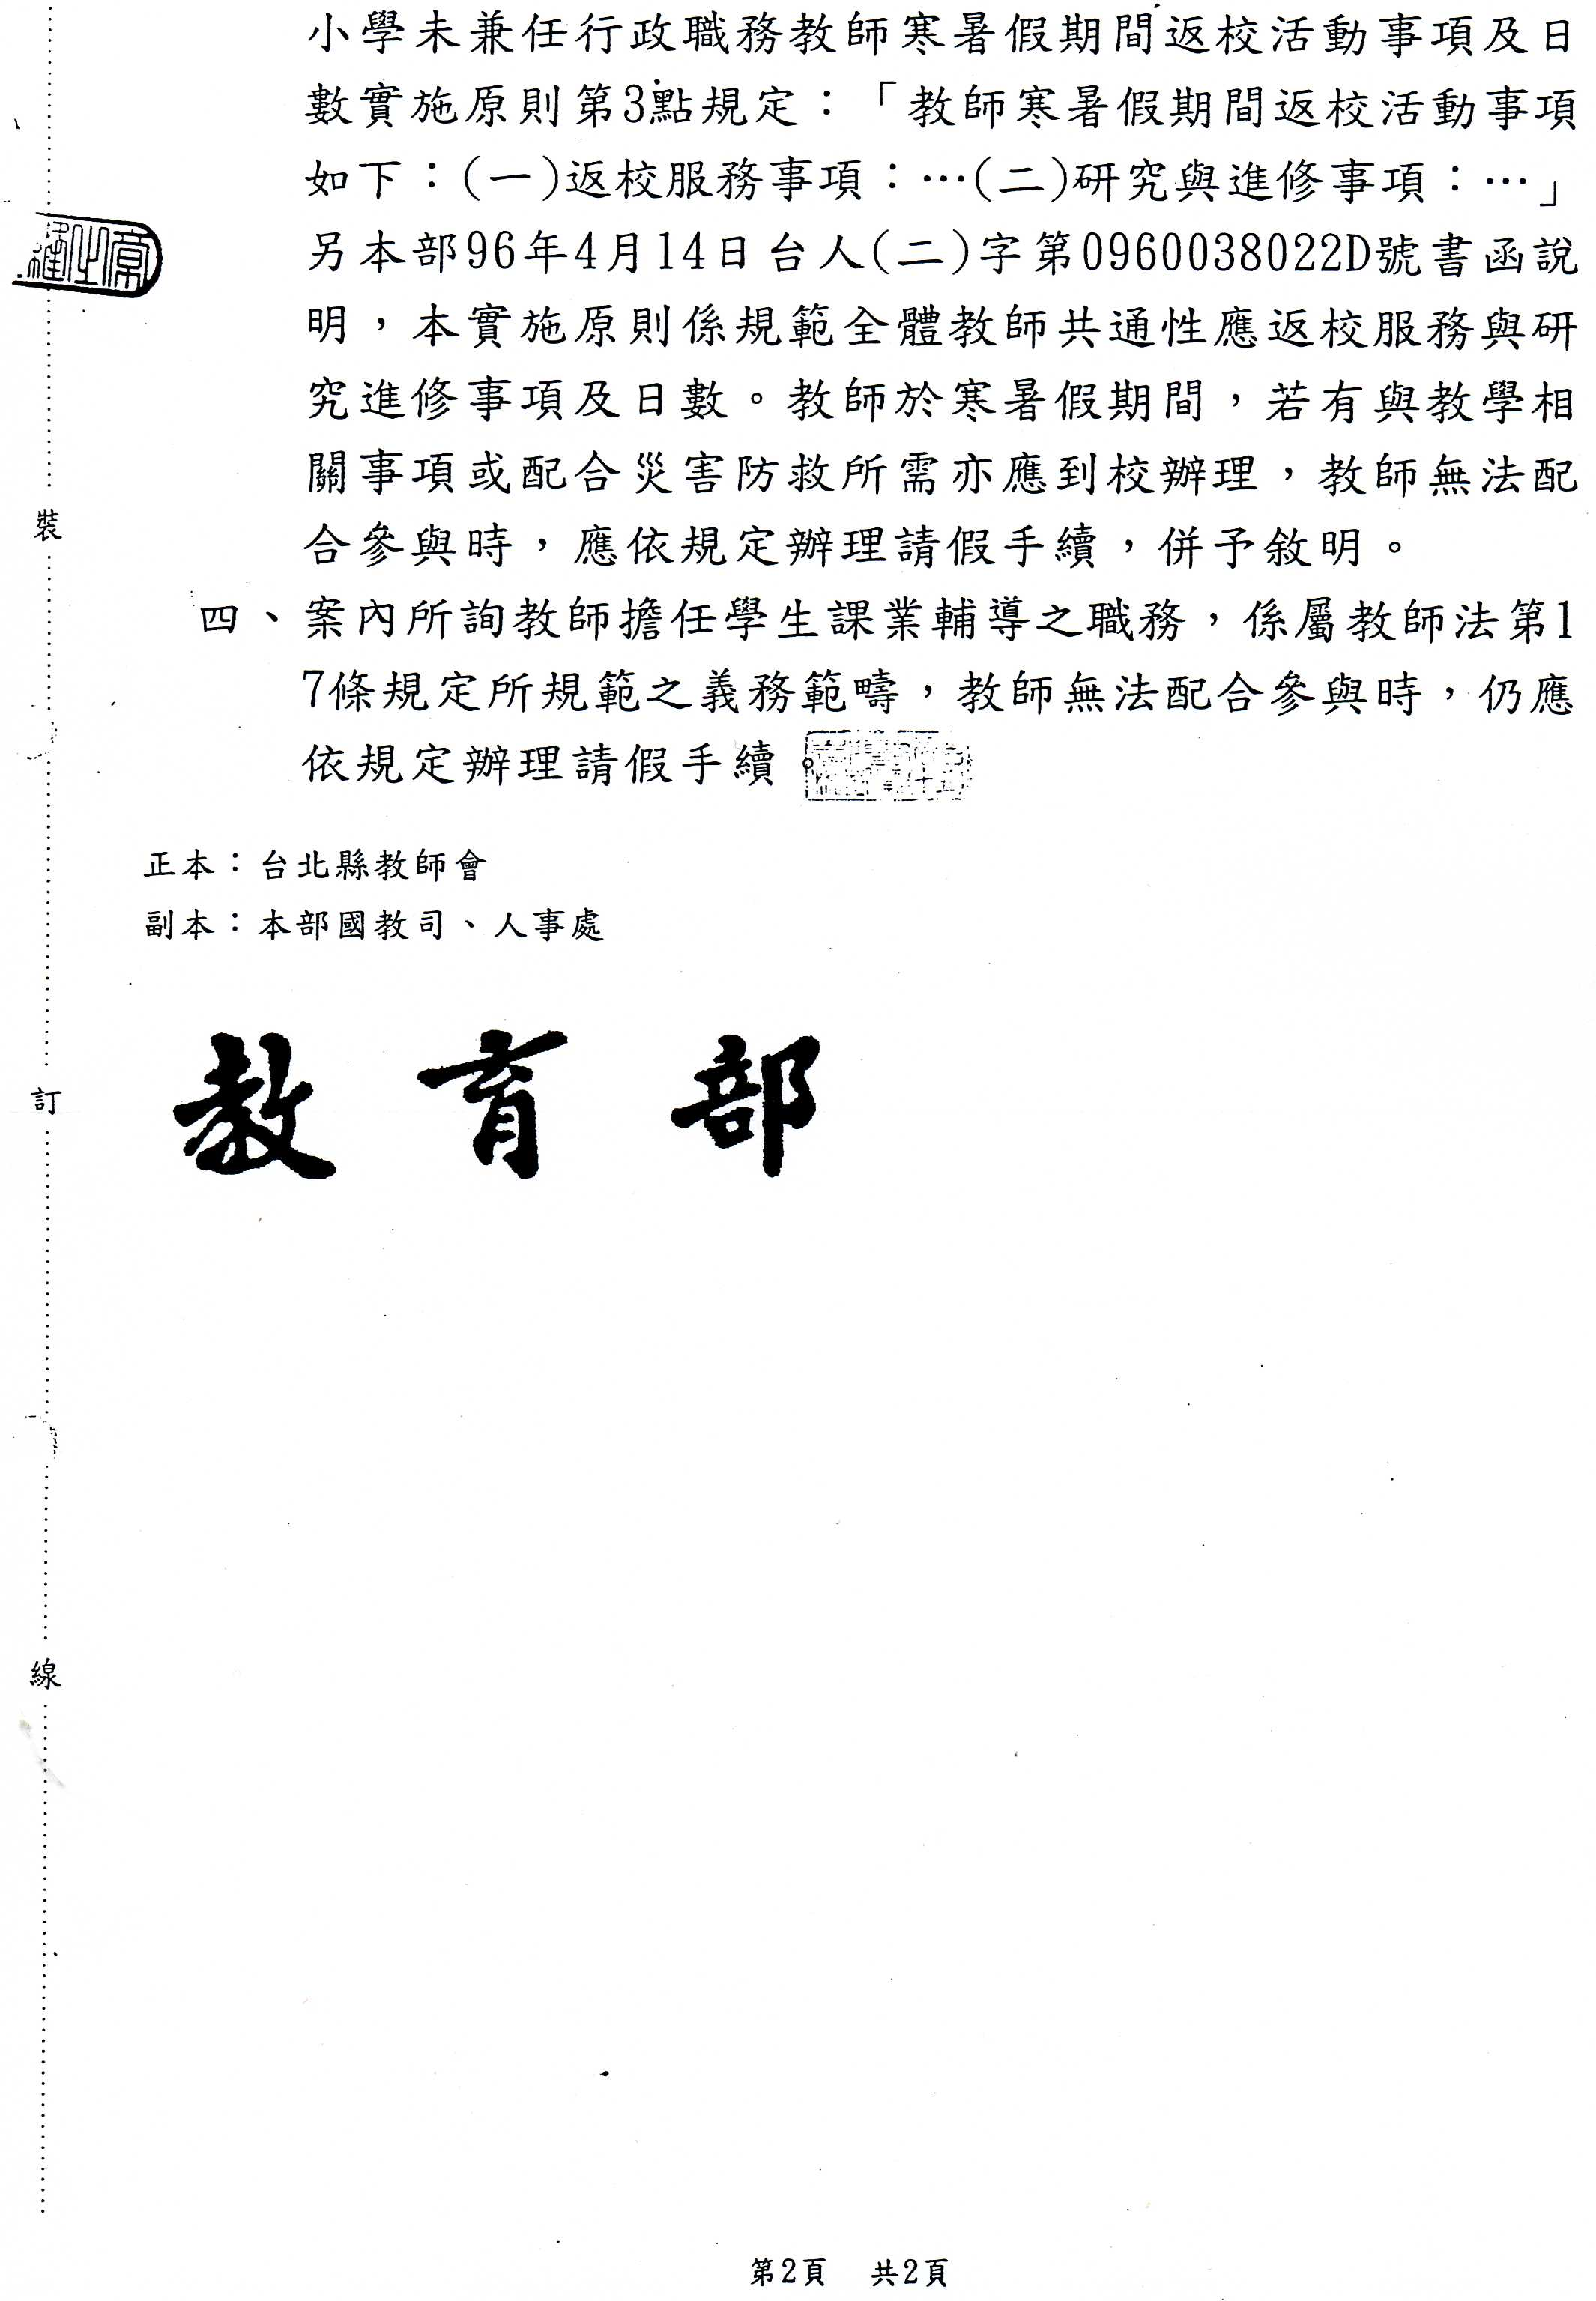 小學未兼任行政職務教師寒暑假期間返校活動事項及日
數實施原則第3點規定：「教師寒暑假期間返校活動事項
如下：(一)返校服務事項：…(二)研究與進修事項：…」
另本部96年4月14日台人(二)字第0960038022D號書函說
明，本實施原則係規範全體教師共通性應返校服務與研
究進修事項及日數。教師於寒暑假期間，若有與教學相
關事項或配合災害防救所需亦應到校辦理，教師無法配
合參與時，應依規定辦理請假手續，併予敘明。
四、案內所詢教師擔任學生課業輔導之職務，係屬教師法第1
7條規定所規範之義務範疇，教師無法配合參與時，仍應
依規定辦理請假手續。
正本：台北縣教師會
副本：本部國教司、人事處
教育部
裝
訂
線
第2頁 共2頁